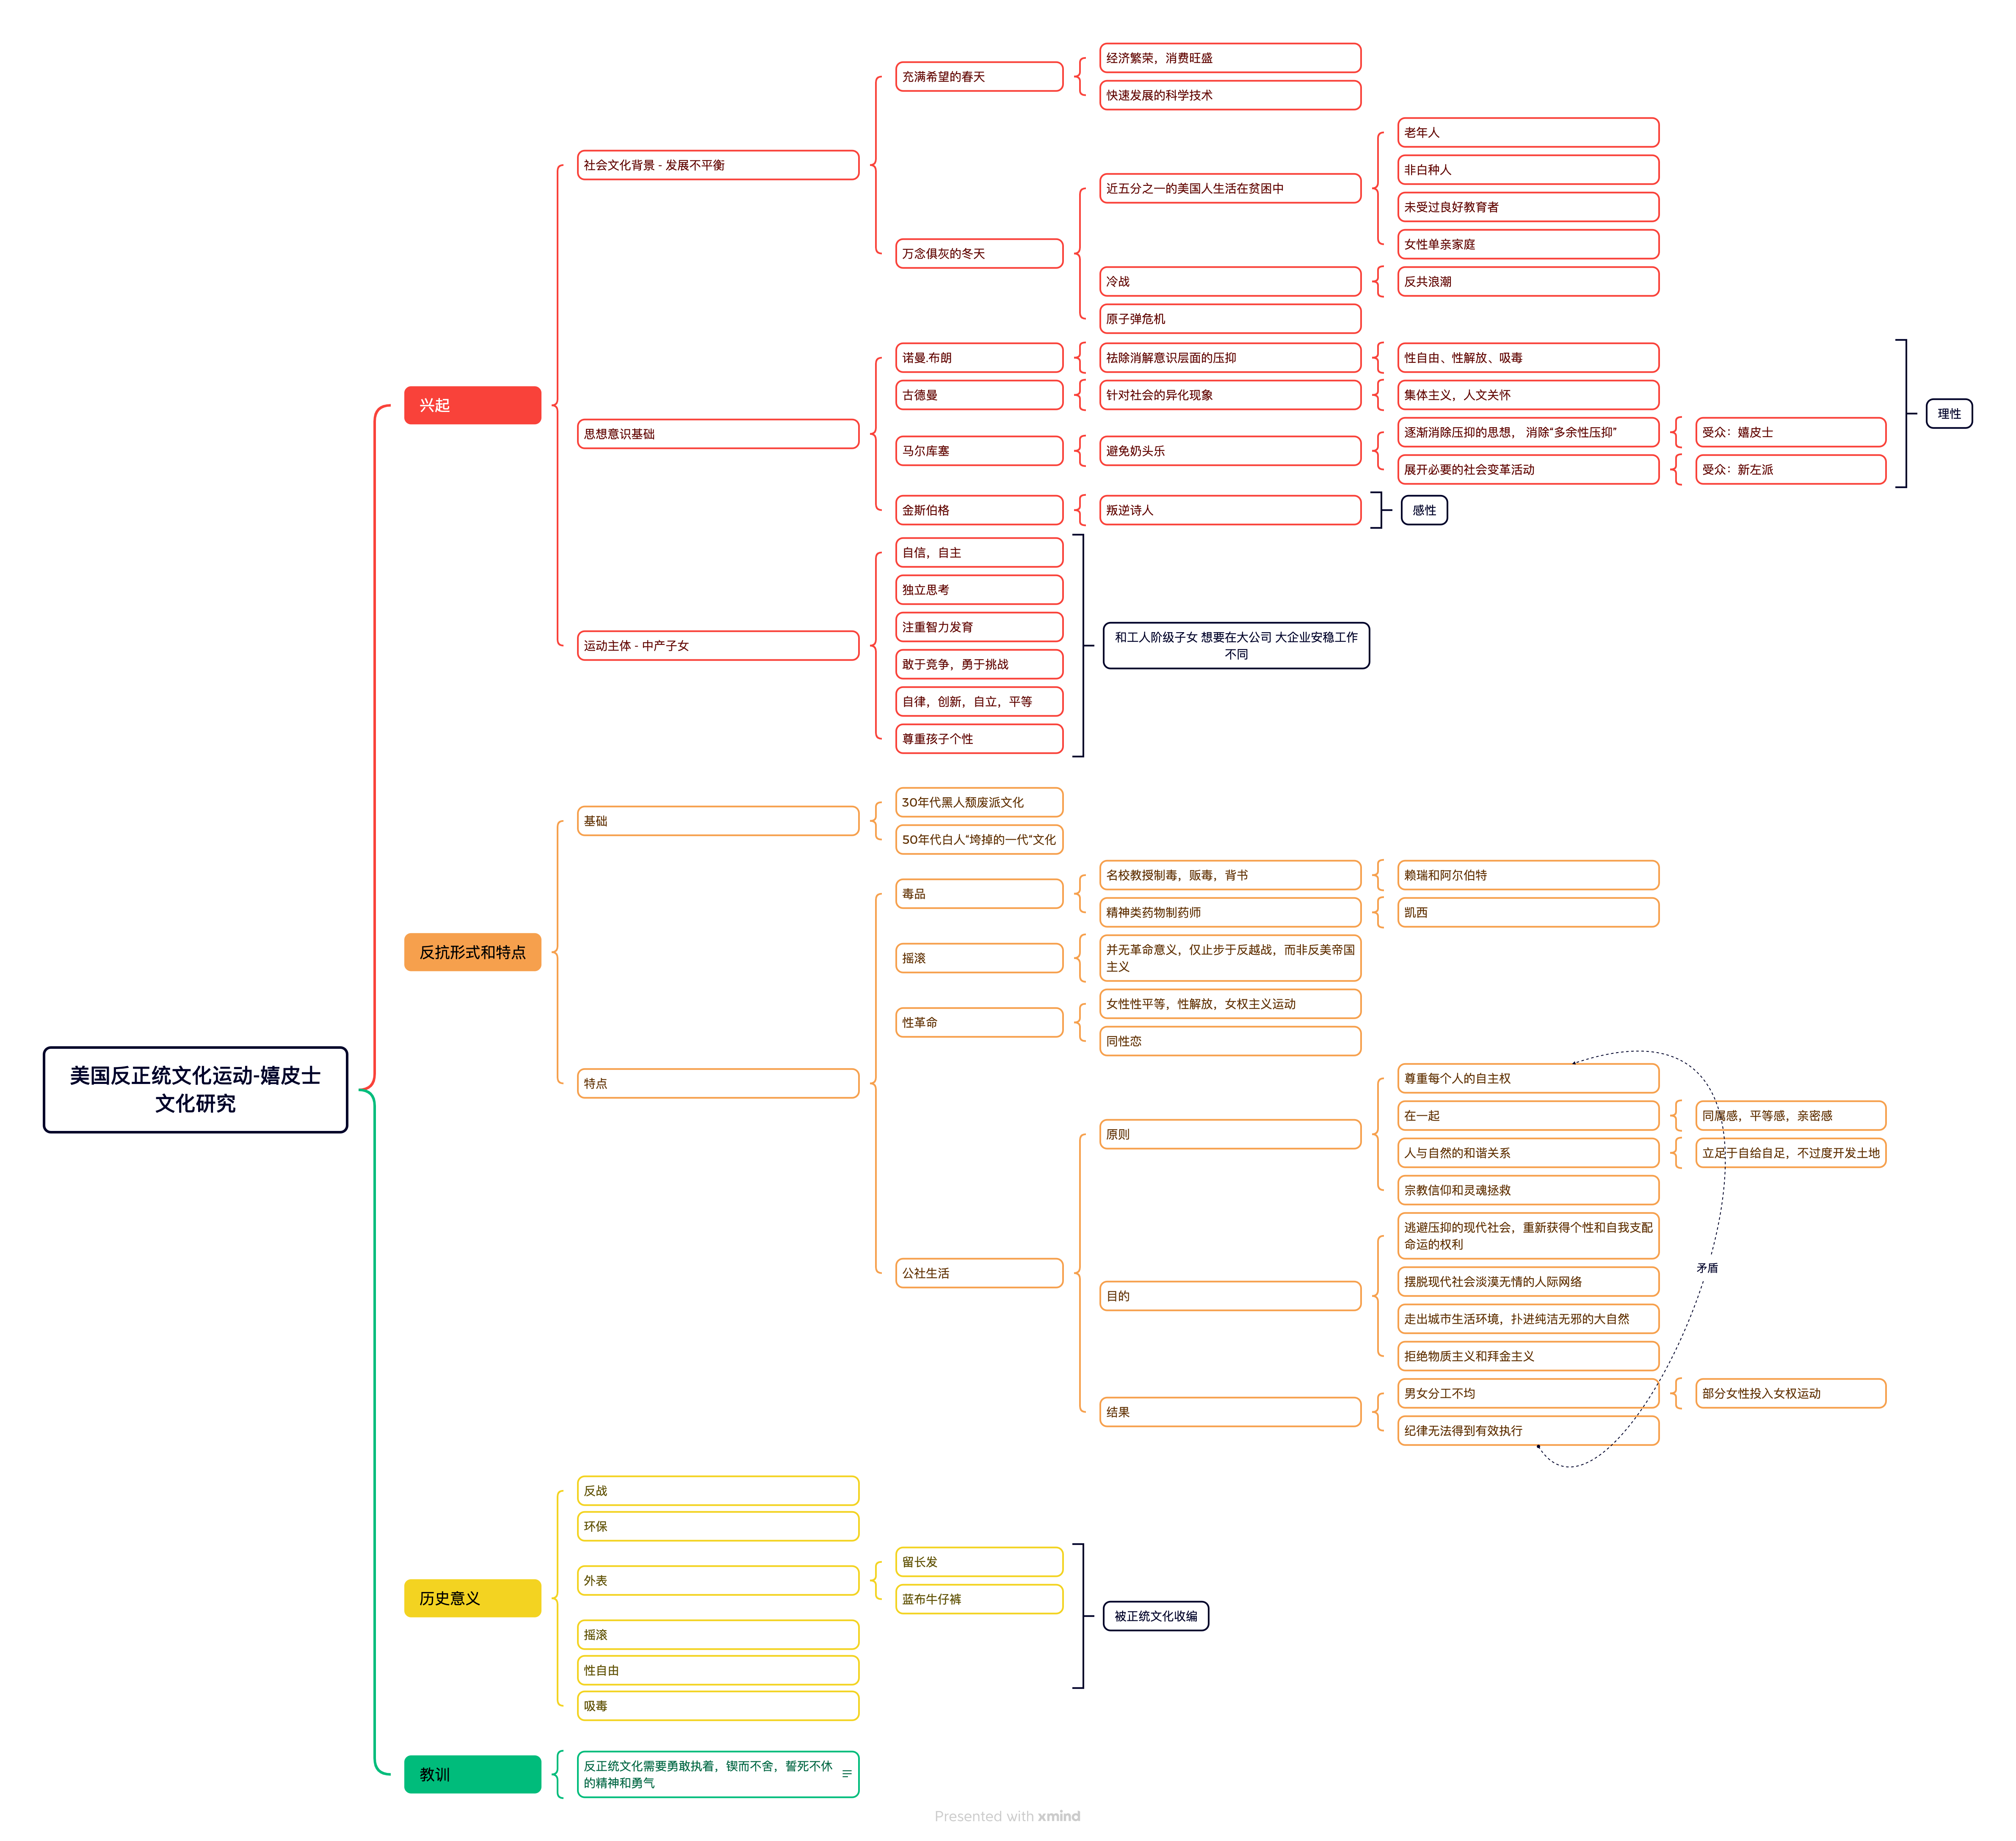 美国反正统文化运动-嬉皮士
文化研究
兴起
社会文化背景 - 发展不平衡
充满希望的春天
经济繁荣，消费旺盛
快速发展的科学技术
万念俱灰的冬天
近五分之一的美国人生活在贫困中
老年人
非白种人
未受过良好教育者
女性单亲家庭
冷战
反共浪潮
原子弹危机
思想意识基础
诺曼.布朗
祛除消解意识层面的压抑
性自由、性解放、吸毒
古德曼
针对社会的异化现象
集体主义，人文关怀
马尔库塞
避免奶头乐
逐渐消除压抑的思想， 消除“多余性压抑”
受众：嬉皮士
展开必要的社会变革活动
受众：新左派
理性
金斯伯格
叛逆诗人
感性
运动主体 - 中产子女
自信，自主
独立思考
注重智力发育
敢于竞争，勇于挑战
自律，创新，自立，平等
尊重孩子个性
和工人阶级子女 想要在大公司 大企业安稳工作
不同
反抗形式和特点
基础
30年代黑人颓废派文化
50年代白人“垮掉的一代”文化
特点
毒品
名校教授制毒，贩毒，背书
赖瑞和阿尔伯特
精神类药物制药师
凯西
摇滚
并无革命意义，仅止步于反越战，而非反美帝国
主义
性革命
女性性平等，性解放，女权主义运动
同性恋
公社生活
原则
尊重每个人的自主权
在一起
同属感，平等感，亲密感
人与自然的和谐关系
立足于自给自足，不过度开发土地
宗教信仰和灵魂拯救
目的
逃避压抑的现代社会，重新获得个性和自我支配
命运的权利
摆脱现代社会淡漠无情的人际网络
走出城市生活环境，扑进纯洁无邪的大自然
拒绝物质主义和拜金主义
结果
男女分工不均
部分女性投入女权运动
纪律无法得到有效执行
矛盾
历史意义
反战
环保
外表
留长发
蓝布牛仔裤
摇滚
性自由
吸毒
被正统文化收编
教训
反正统文化需要勇敢执着，锲而不舍，誓死不休
的精神和勇气
Presented with xmind